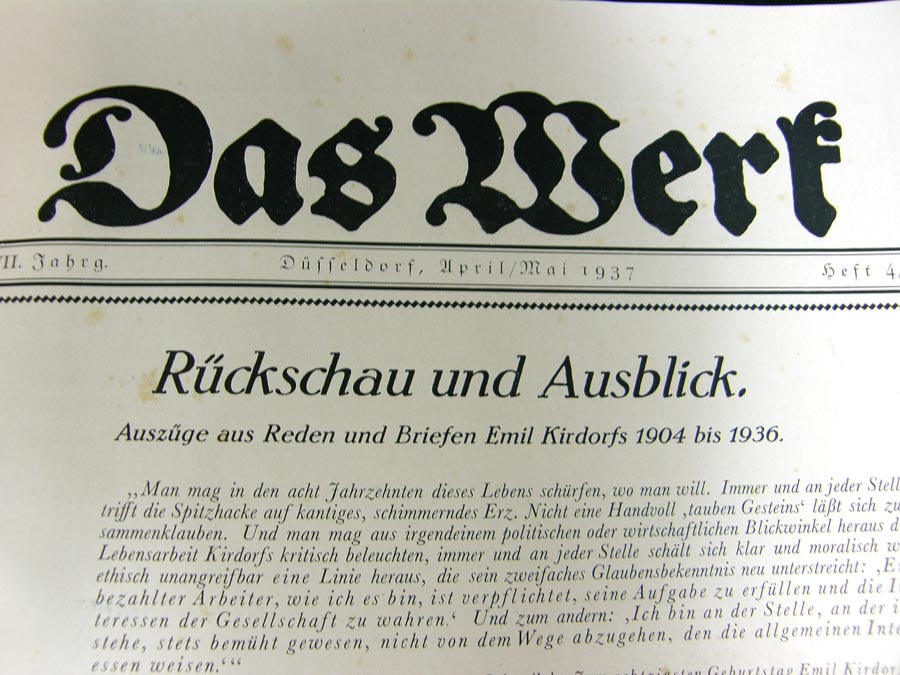 Das Werk
II. Jahrg. Düsseldorf, April/Mai 1937 Heft 4/
Rückschau und Ausblick.
Auszüge aus Reden und Briefen Emil Kirdorfs 1904 bis 1936.
„Man mag in den acht Jahrzehnten dieses Lebens schürfen, wo man will. Immer und an jeder Stell
trifft die Spitzhacke auf kantiges, schimmerndes Erz. Nicht eine Handvoll ‚tauben Gesteins‘ läßt sich zu
sammenklauben. Und man mag aus irgendeinem politischen oder wirtschaftlichen Blickwinkel heraus d
Lebensarbeit Kirdorfs kritisch beleuchten, immer und an jeder Stelle schält sich klar und moralisch w
ethisch unangreifbar eine Linie heraus, die sein zweifaches Glaubensbekenntnis neu unterstreicht: ‚E
bezahlter Arbeiter, wie ich es bin, ist verpflichtet, seine Aufgabe zu erfüllen und die I
teressen der Gesellschaft zu wahren.‘ Und zum andern: ‚Ich bin an der Stelle, an der i
stehe, stets bemüht gewesen, nicht von dem Wege abzugehen, den die allgemeinen Inte
essen weisen.‘“
Geburtstag Emil Kirdor